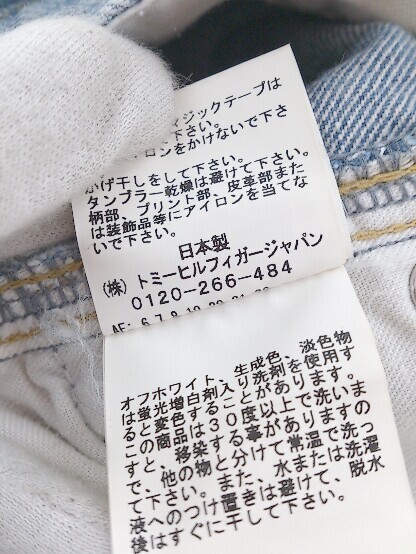 マジックテープは
て下さい。
ロンをかけないで下さ
かげ干しをして下さい。
タンブラー乾燥は避けて下さい。
柄部、プリント部、皮革部また
は装飾品等にアイロンを当てな
いで下さい。
日本製
(株) トミーヒルフィガージャパン
0120-266-484
オフホワイト、生成色、淡色物
は蛍光増白剤入り洗剤を使用す
ると変色することがあります。
この商品は30度以上で洗いま
すと、移染する事がありますの
で、他の物と分けて常温で洗っ
て下さい。また、水または洗濯
液へのつけ置きは避けて、脱水
後はすぐに干して下さい。